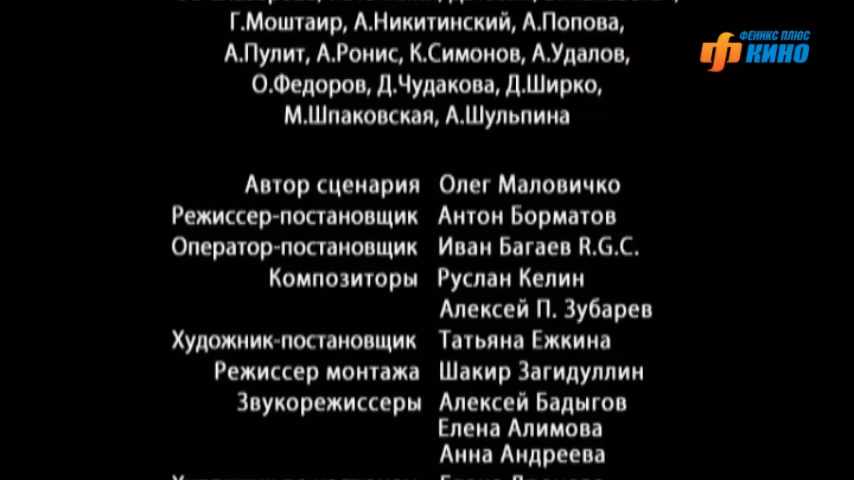 Г.Моштаир, А.Никитинский, А.Попова,
А.Пулит, А.Ронис, К.Симонов, А.Удалов,
О.Федоров, Д.Чудакова, Д.Ширко,
М.Шпаковская, А.Шульпина
ФЕНИКС ПЛЮС
КИНО
Автор сценария Олег Маловичко
Режиссер-постановщик Антон Борматов
Оператор-постановщик Иван Багаев R.G.C.
Композиторы Руслан Келин
Алексей П. Зубарев
Художник-постановщик Татьяна Ежкина
Режиссер монтажа Шакир Загидуллин
Звукорежиссеры Алексей Бадыгов
Елена Алимова
Анна Андреева